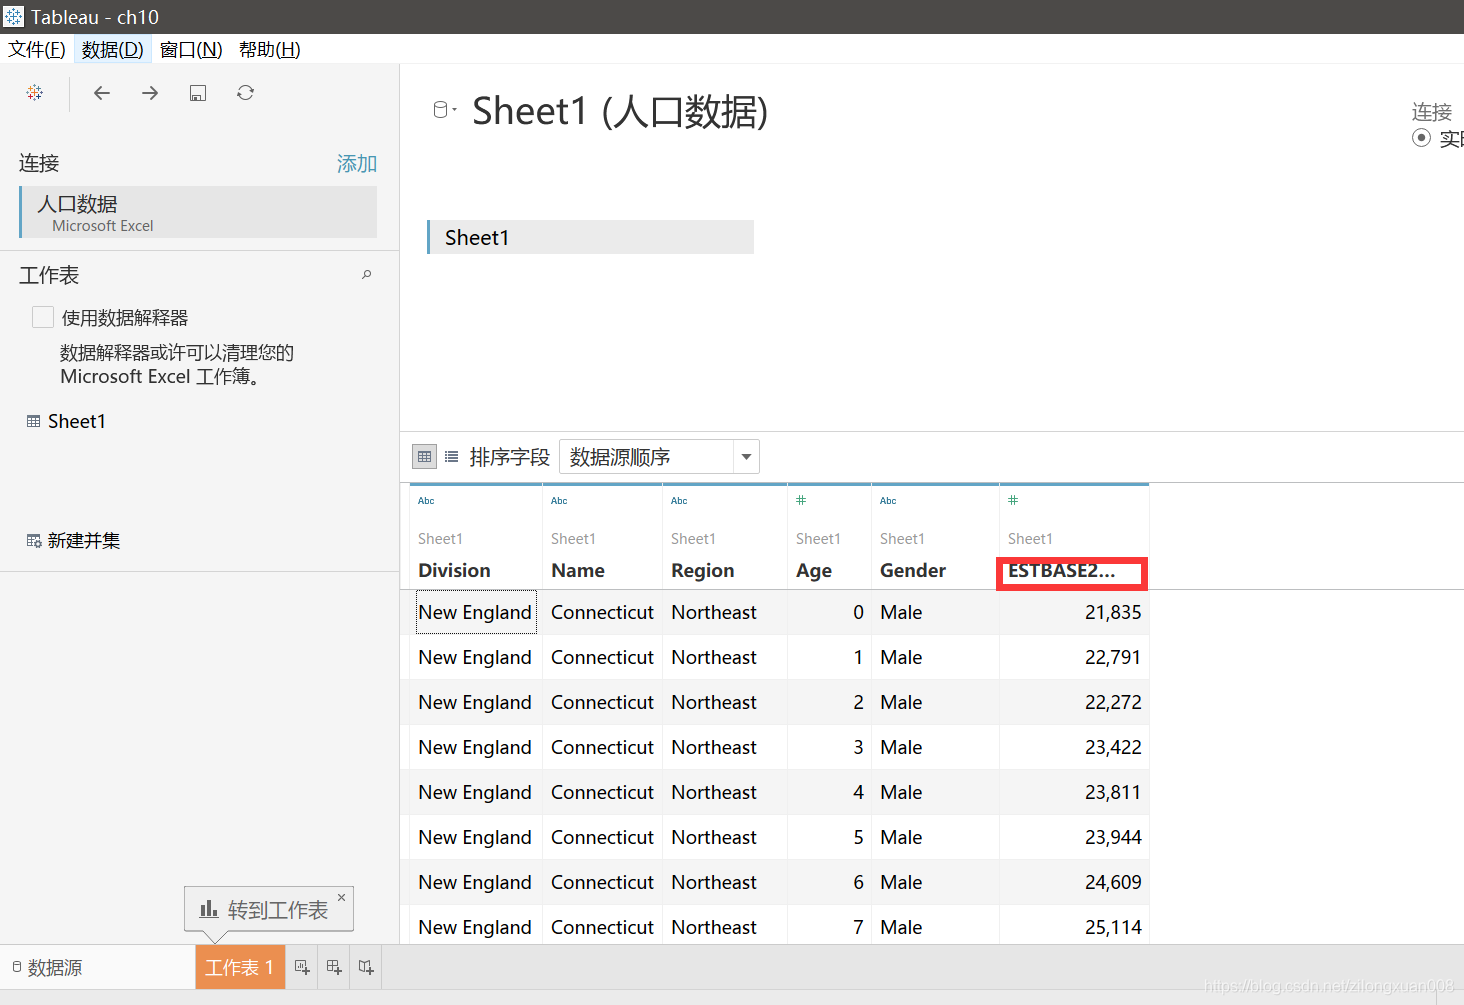 Tableau - ch10
文件(F) 数据(D) 窗口(N) 帮助(H)
连接 添加
人口数据
Microsoft Excel
工作表
使用数据解释器
数据解释器或许可以清理您的
Microsoft Excel 工作簿。
Sheet1
新建并集
Sheet1 (人口数据)
连接
实时
Sheet1
排序字段 数据源顺序
Abc Abc Abc # Abc #
Sheet1 Sheet1 Sheet1 Sheet1 Sheet1 Sheet1
Division Name Region Age Gender ESTBASE2...
New England Connecticut Northeast 0 Male 21,835
New England Connecticut Northeast 1 Male 22,791
New England Connecticut Northeast 2 Male 22,272
New England Connecticut Northeast 3 Male 23,422
New England Connecticut Northeast 4 Male 23,811
New England Connecticut Northeast 5 Male 23,944
New England Connecticut Northeast 6 Male 24,609
New England Connecticut Northeast 7 Male 25,114
转到工作表
数据源 工作表 1
https://blog.csdn.net/zilongxuan008